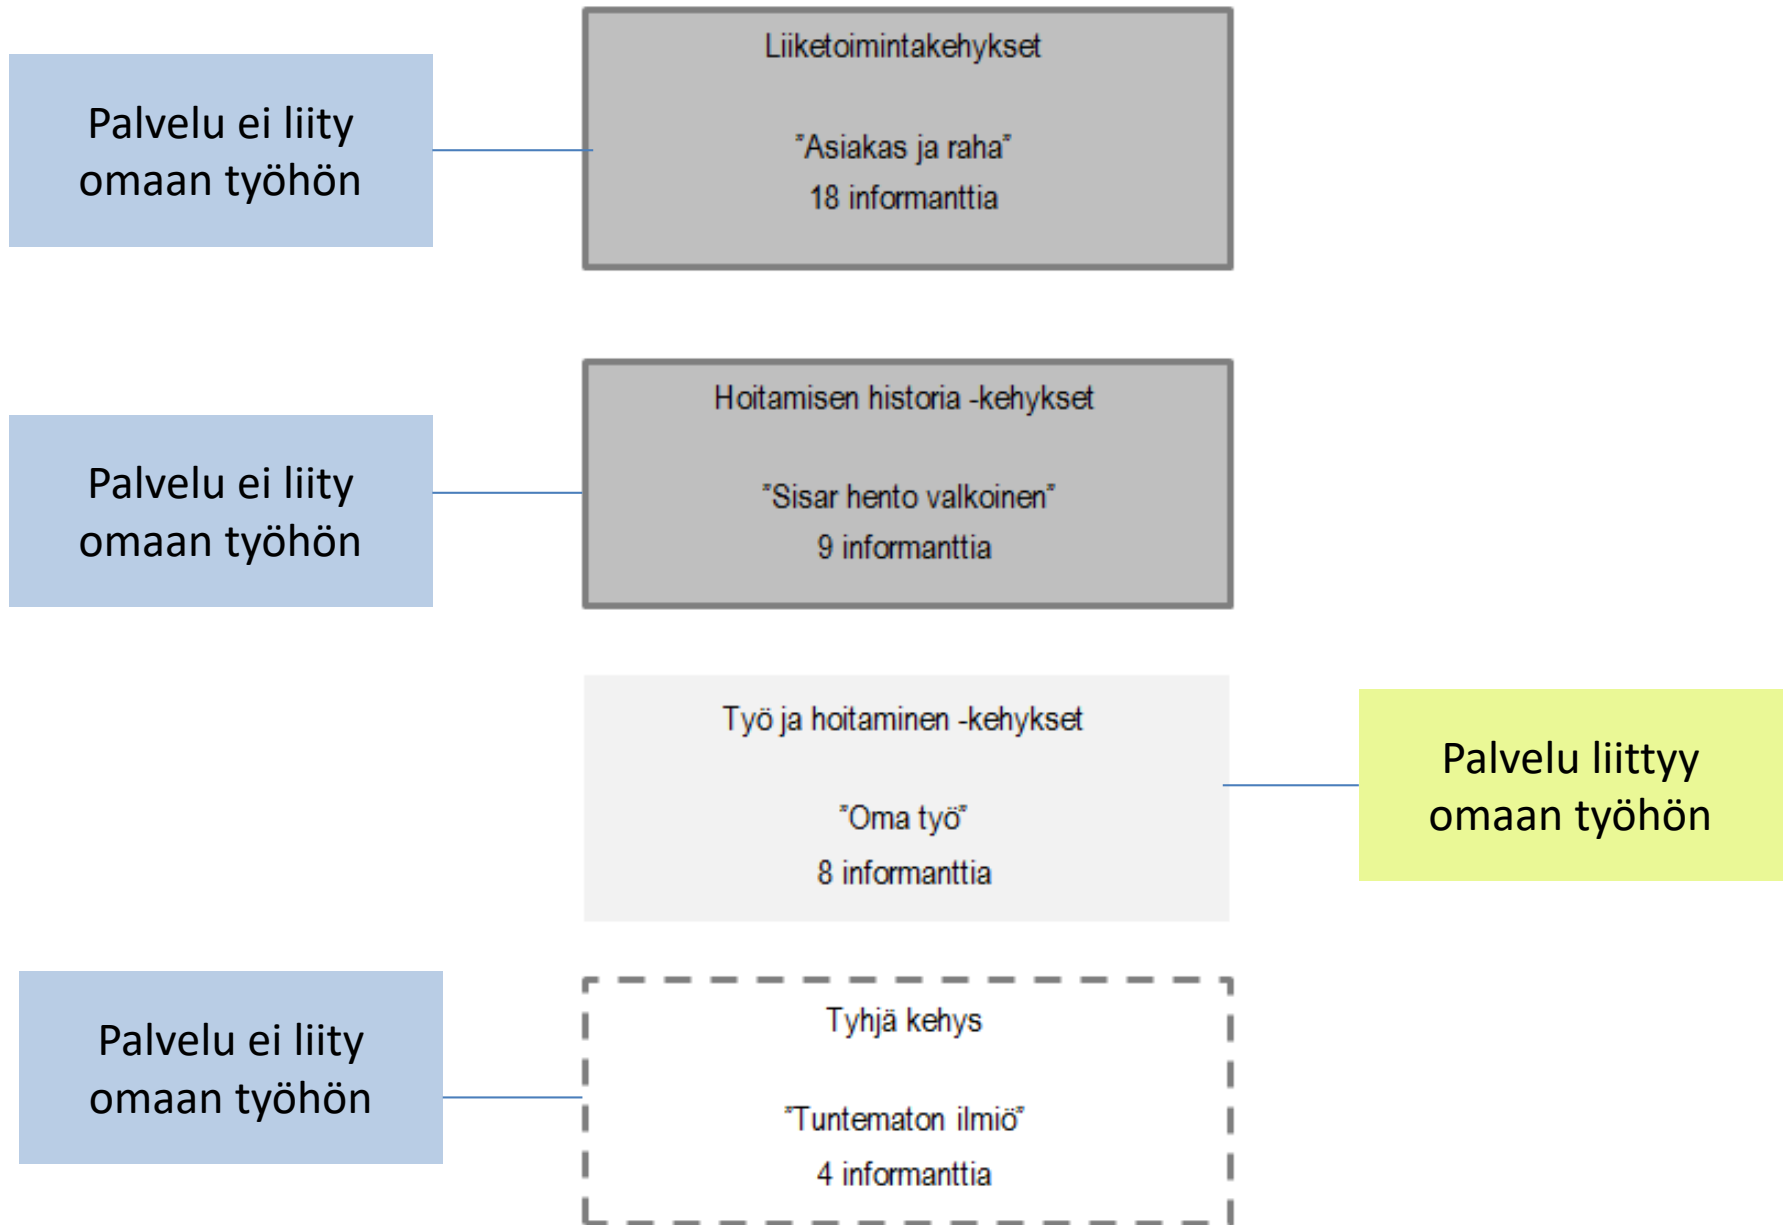 Palvelu ei liity
omaan työhön
Liiketoimintakehykset
"Asiakas ja raha"
18 informanttia
Palvelu ei liity
omaan työhön
Hoitamisen historia -kehykset
"Sisar hento valkoinen"
9 informanttia
Työ ja hoitaminen -kehykset
"Oma työ"
8 informanttia
Palvelu liittyy
omaan työhön
Palvelu ei liity
omaan työhön
Tyhjä kehys
"Tuntematon ilmiö"
4 informanttia